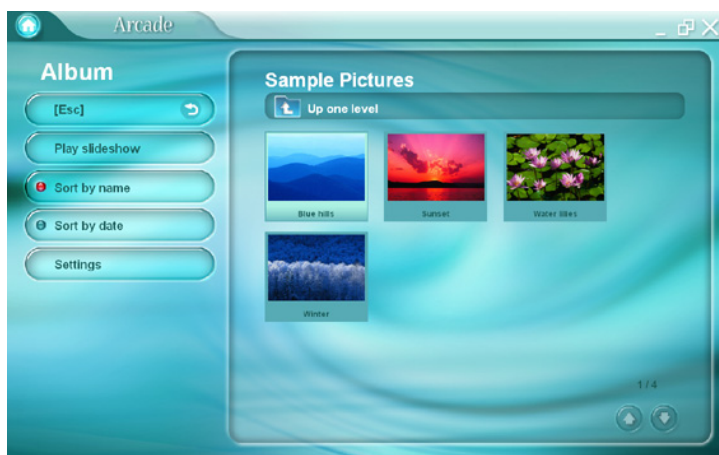 Arcade
Album
[Esc]
Play slideshow
Sort by name
Sort by date
Settings
Sample Pictures
Up one level
Blue hills
Sunset
Water lilies
Winter
1 / 4